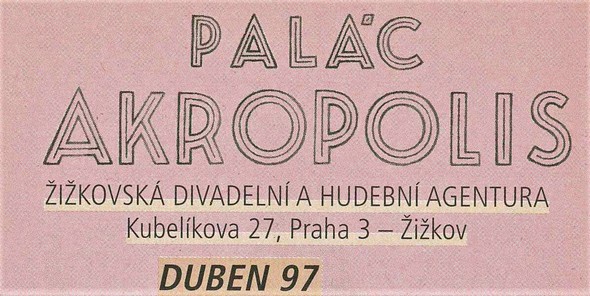 PALÁC
AKROPOLIS
ŽIŽKOVSKÁ DIVADELNÍ A HUDEBNÍ AGENTURA
Kubelíkova 27, Praha 3 – Žižkov
DUBEN 97